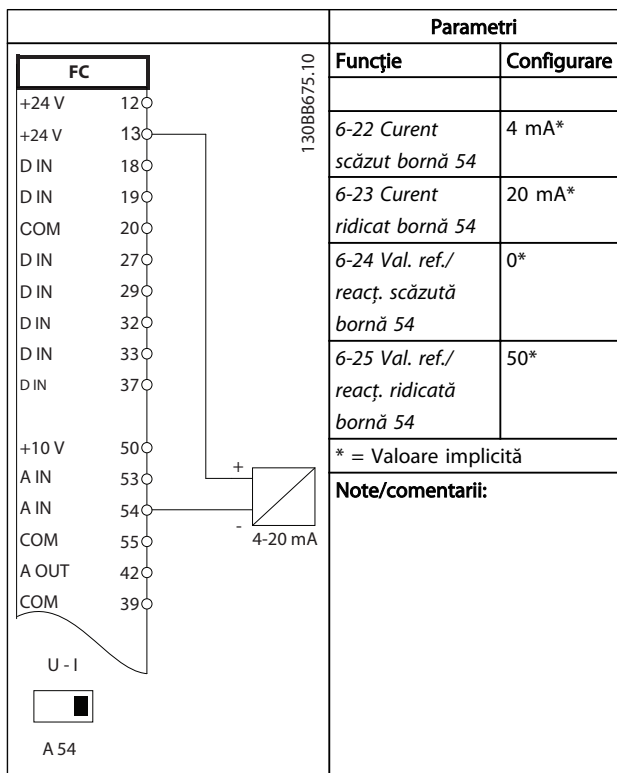 Parametri
Funcție Configurare
6-22 Curent 4 mA*
scăzut bornă 54
6-23 Curent 20 mA*
ridicat bornă 54
6-24 Val. ref./ 0*
reacț. scăzută
bornă 54
6-25 Val. ref./ 50*
reacț. ridicată
bornă 54
* = Valoare implicită
Note/comentarii:
FC
130BB675.10
+24 V 12
+24 V 13
D IN 18
D IN 19
COM 20
D IN 27
D IN 29
D IN 32
D IN 33
D IN 37
+10 V 50
A IN 53
A IN 54
COM 55
A OUT 42
COM 39
+
-
4-20 mA
U - I
A 54